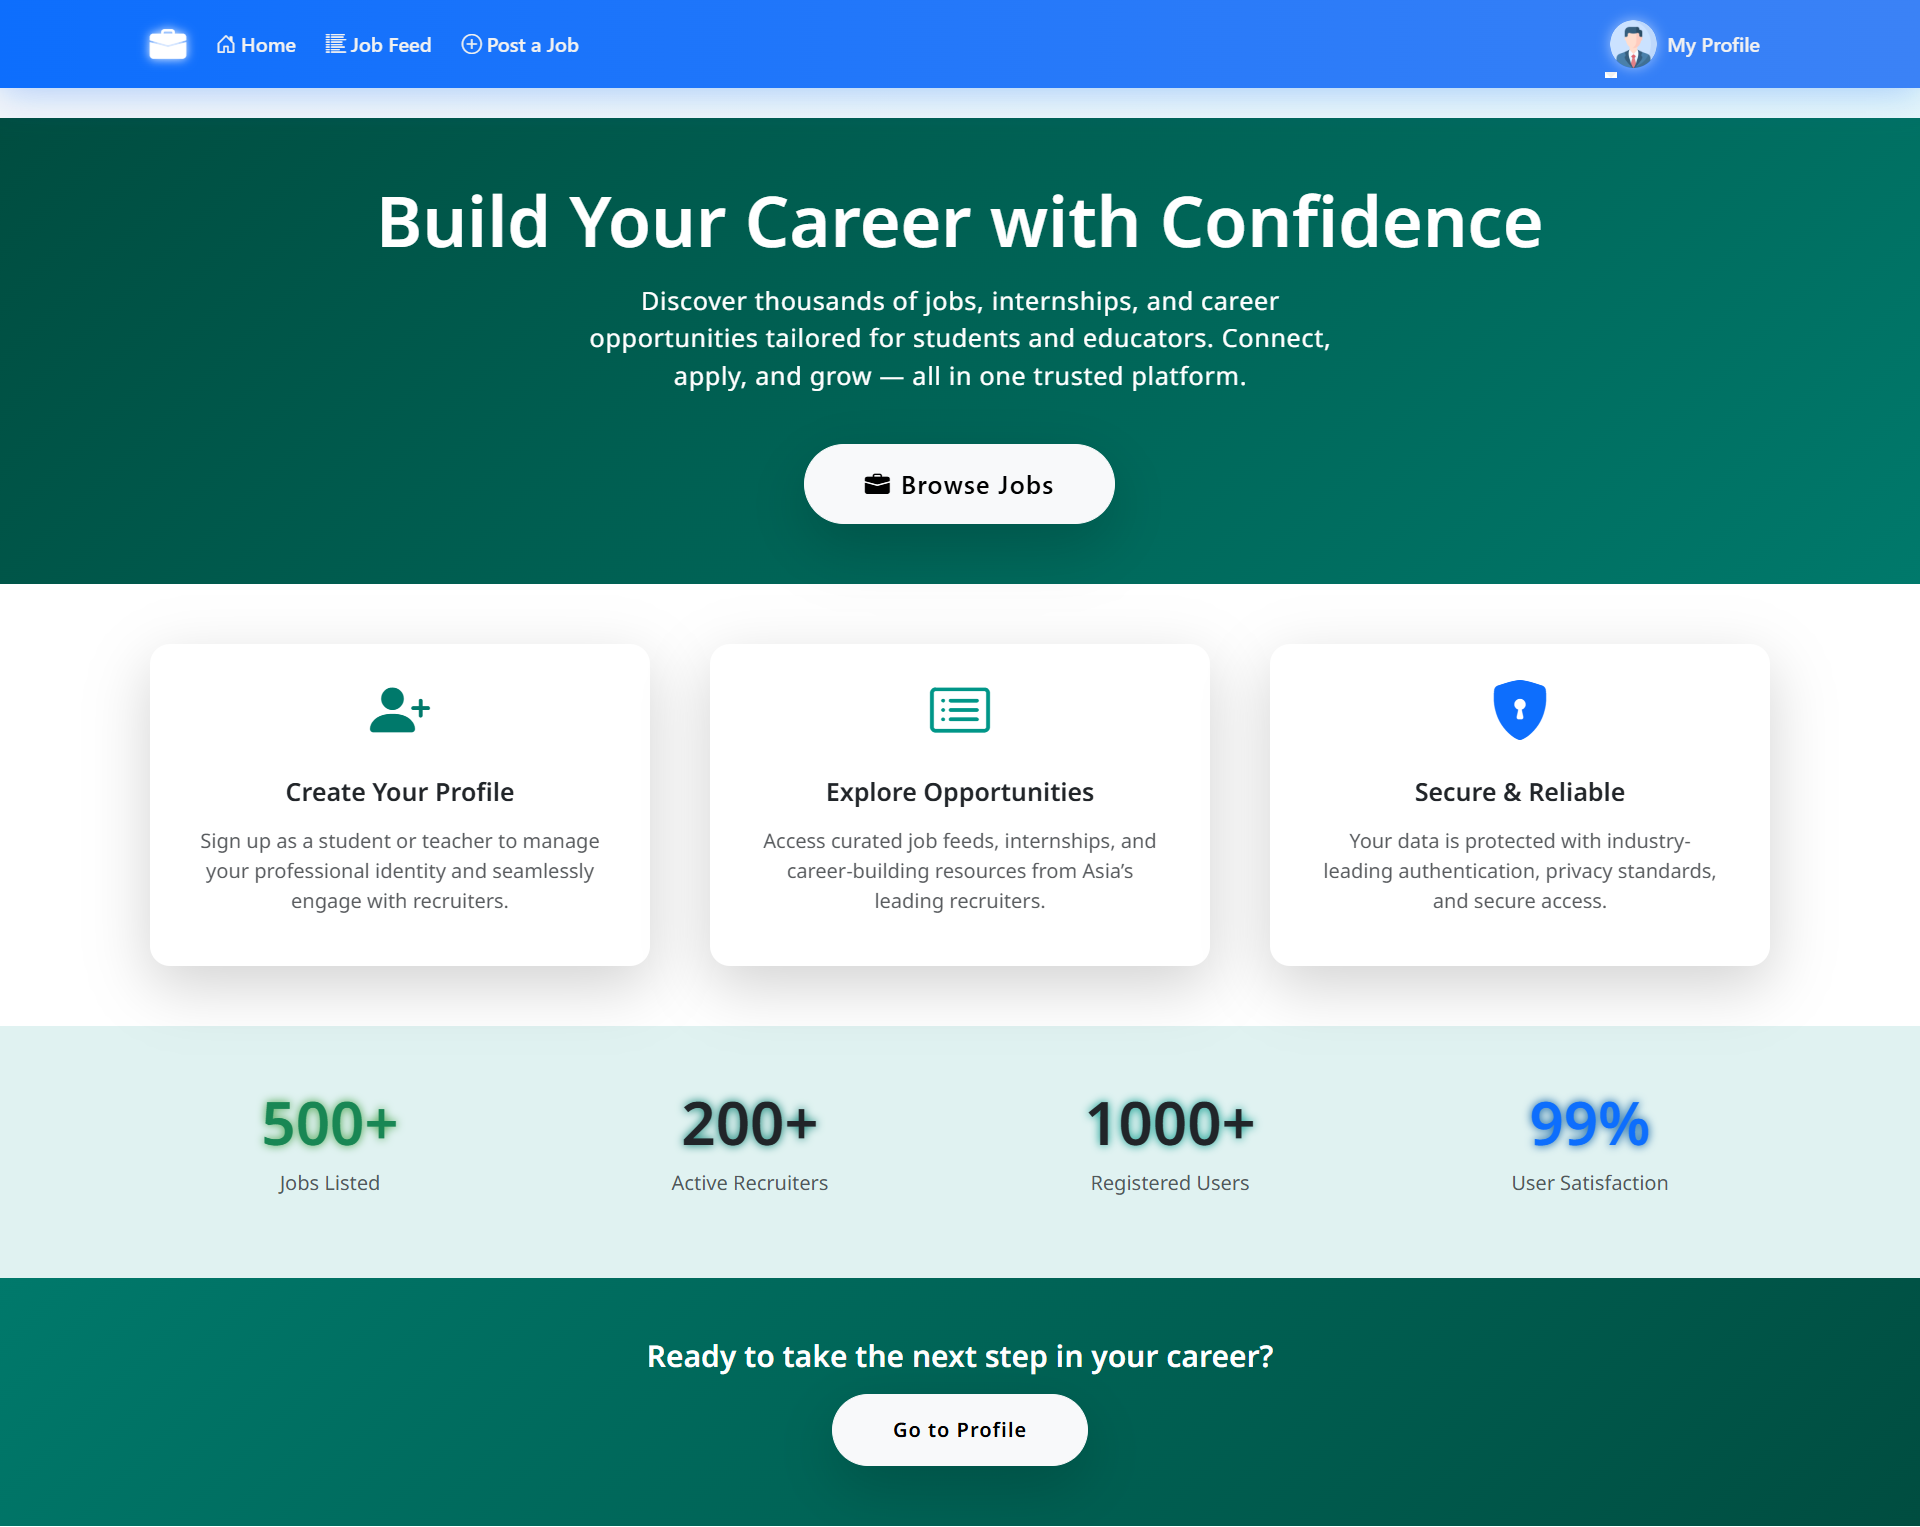 Home
Job Feed
Post a Job
My Profile
Build Your Career with Confidence
Discover thousands of jobs, internships, and career
opportunities tailored for students and educators. Connect,
apply, and grow — all in one trusted platform.
Browse Jobs
Create Your Profile
Sign up as a student or teacher to manage
your professional identity and seamlessly
engage with recruiters.
Explore Opportunities
Access curated job feeds, internships, and
career-building resources from Asia’s
leading recruiters.
Secure & Reliable
Your data is protected with industry-
leading authentication, privacy standards,
and secure access.
500+
Jobs Listed
200+
Active Recruiters
1000+
Registered Users
99%
User Satisfaction
Ready to take the next step in your career?
Go to Profile